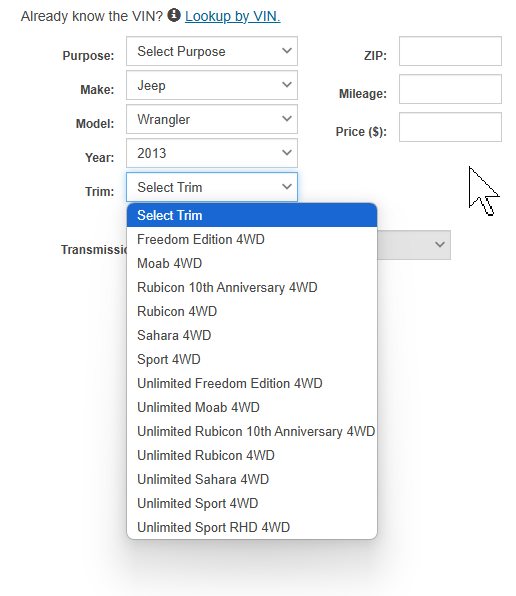 Already know the VIN? Lookup by VIN.
Purpose: Select Purpose
ZIP:
Make: Jeep
Mileage:
Model: Wrangler
Price ($):
Year: 2013
Trim: Select Trim
Select Trim
Freedom Edition 4WD
Transmissio
Moab 4WD
Rubicon 10th Anniversary 4WD
Rubicon 4WD
Sahara 4WD
Sport 4WD
Unlimited Freedom Edition 4WD
Unlimited Moab 4WD
Unlimited Rubicon 10th Anniversary 4WD
Unlimited Rubicon 4WD
Unlimited Sahara 4WD
Unlimited Sport 4WD
Unlimited Sport RHD 4WD